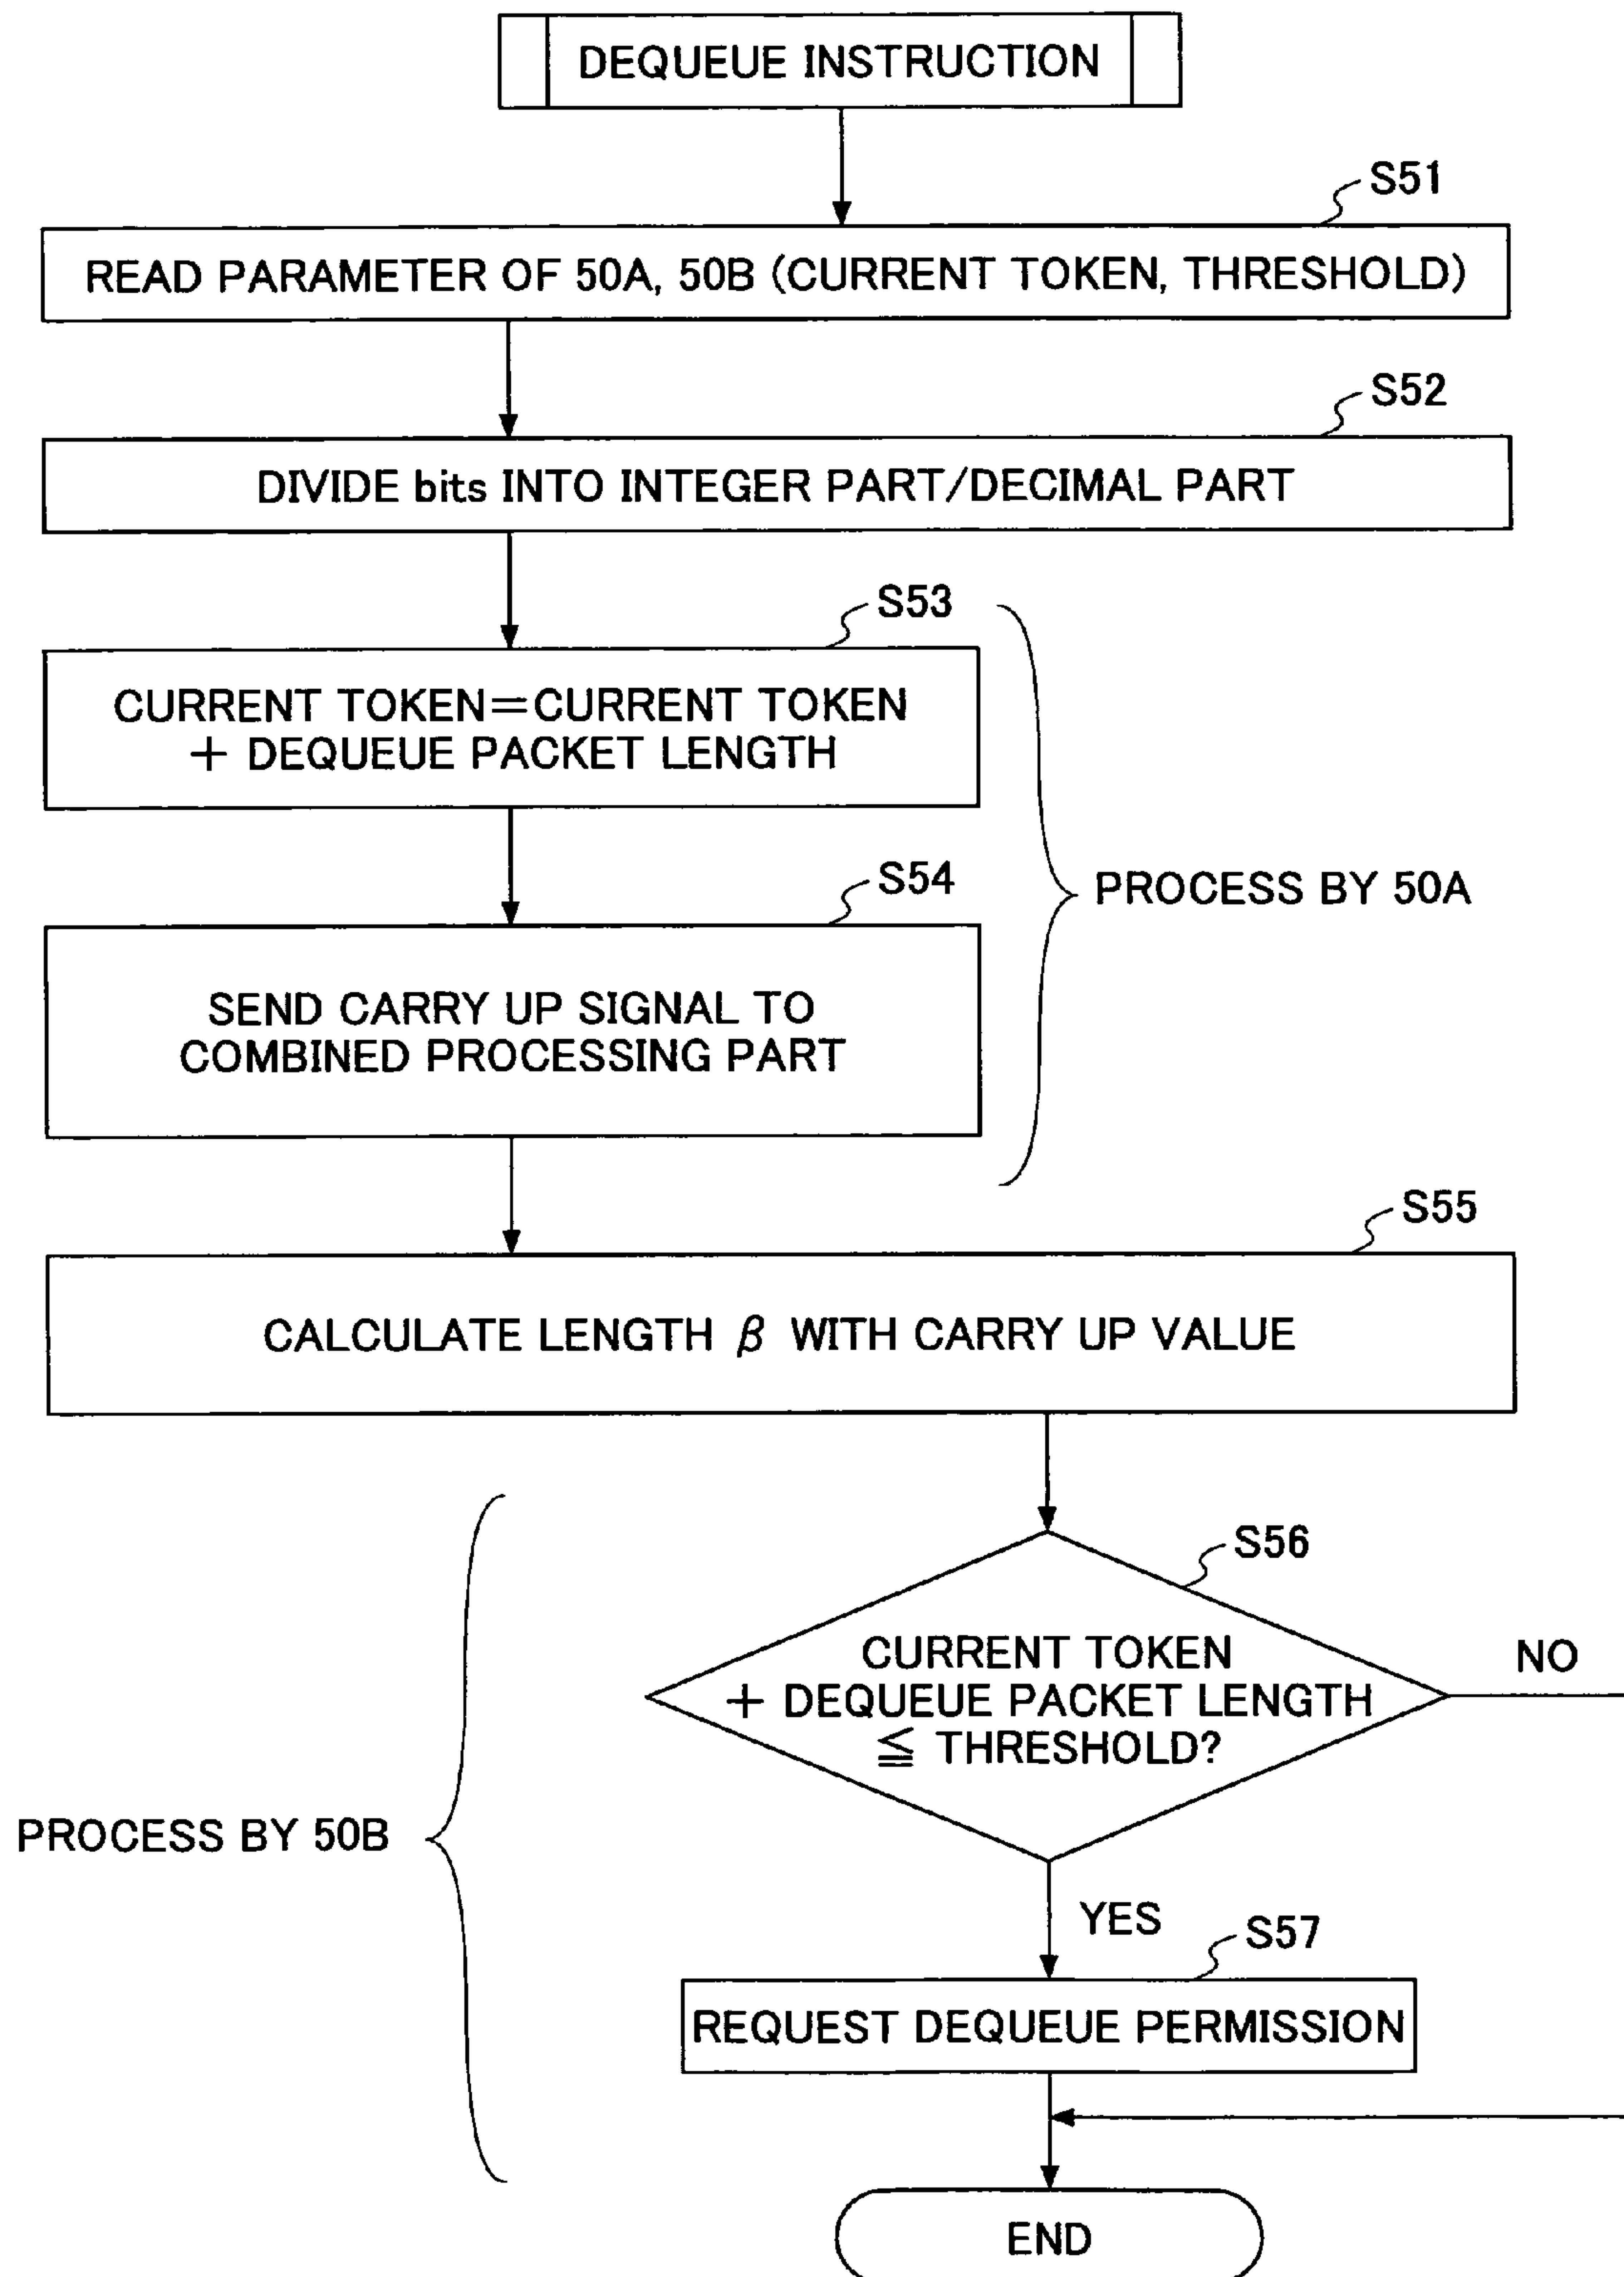 DEQUEUE INSTRUCTION
S51
READ PARAMETER OF 50A, 50B (CURRENT TOKEN, THRESHOLD)
S52
DIVIDE bits INTO INTEGER PART/DECIMAL PART
S53
CURRENT TOKEN=CURRENT TOKEN
+ DEQUEUE PACKET LENGTH
S54
PROCESS BY 50A
SEND CARRY UP SIGNAL TO
COMBINED PROCESSING PART
S55
CALCULATE LENGTH β WITH CARRY UP VALUE
S56
CURRENT TOKEN
+ DEQUEUE PACKET LENGTH
≦ THRESHOLD?
NO
PROCESS BY 50B
YES
S57
REQUEST DEQUEUE PERMISSION
END